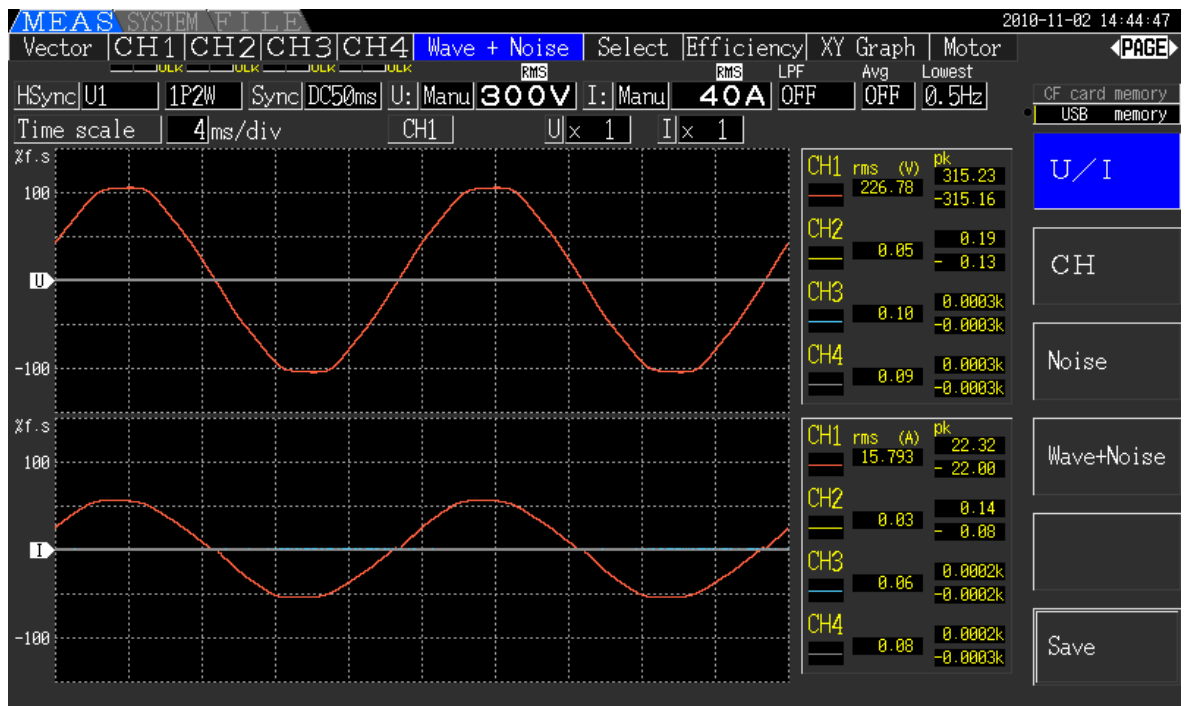 MEAS SYSTEM FILE 2010-11-02 14:44:47
Vector CH1 CH2 CH3 CH4 Wave + Noise Select Efficiency XY Graph Motor PAGE
ULK ULK ULK ULK RMS RMS LPF Avg Lowest
HSync U1 1P2W Sync DC50ms U: Manu 300V I: Manu 40A OFF OFF 0.5Hz
CF card memory
USB memory
Time scale 4 ms/div CH1 U × 1 I × 1
%f.s
100
U
-100
CH1 rms (V) pk
226.78 315.23
-315.16
CH2
0.05 0.19
- 0.13
CH3
0.10 0.0003k
-0.0003k
CH4
0.09 0.0003k
-0.0003k
%f.s
100
I
-100
CH1 rms (A) pk
15.793 22.32
- 22.00
CH2
0.03 0.14
- 0.08
CH3
0.06 0.0002k
-0.0002k
CH4
0.08 0.0002k
-0.0003k
U/I
CH
Noise
Wave+Noise
Save